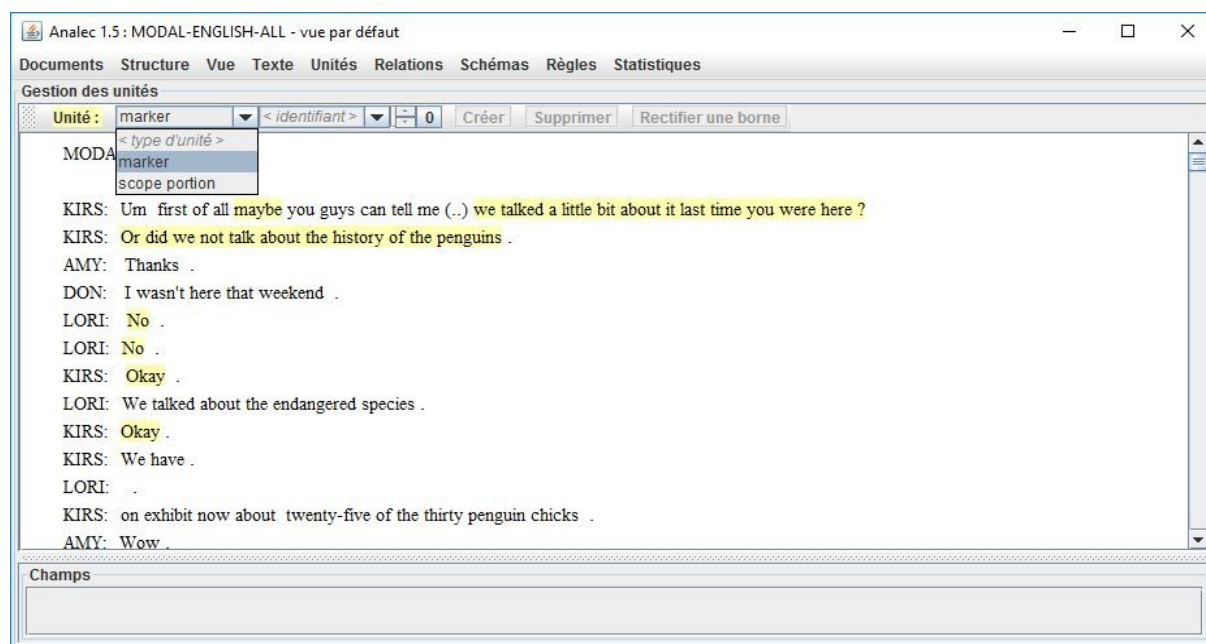 Analec 1.5 : MODAL-ENGLISH-ALL - vue par défaut
Documents Structure Vue Texte Unités Relations Schémas Règles Statistiques
Gestion des unités
Unité : marker < identifiant > 0 Créer Supprimer Rectifier une borne
< type d'unité >
MODA
marker
scope portion
KIRS: Um first of all maybe you guys can tell me (..) we talked a little bit about it last time you were here ?
KIRS: Or did we not talk about the history of the penguins .
AMY: Thanks .
DON: I wasn't here that weekend .
LORI: No .
LORI: No .
KIRS: Okay .
LORI: We talked about the endangered species .
KIRS: Okay .
KIRS: We have .
LORI: .
KIRS: on exhibit now about twenty-five of the thirty penguin chicks .
AMY: Wow .
Champs